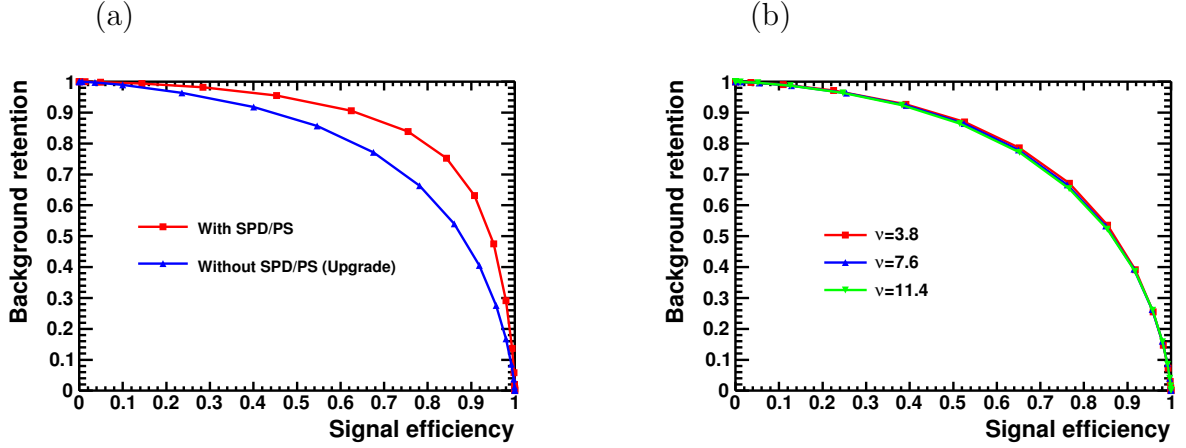 (a)
Background retention
1
0.9
0.8
0.7
0.6
0.5
0.4
0.3
0.2
0.1
0
With SPD/PS
Without SPD/PS (Upgrade)
0 0.1 0.2 0.3 0.4 0.5 0.6 0.7 0.8 0.9 1
Signal efficiency
(b)
Background retention
1
0.9
0.8
0.7
0.6
0.5
0.4
0.3
0.2
0.1
0
ν=3.8
ν=7.6
ν=11.4
0 0.1 0.2 0.3 0.4 0.5 0.6 0.7 0.8 0.9 1
Signal efficiency